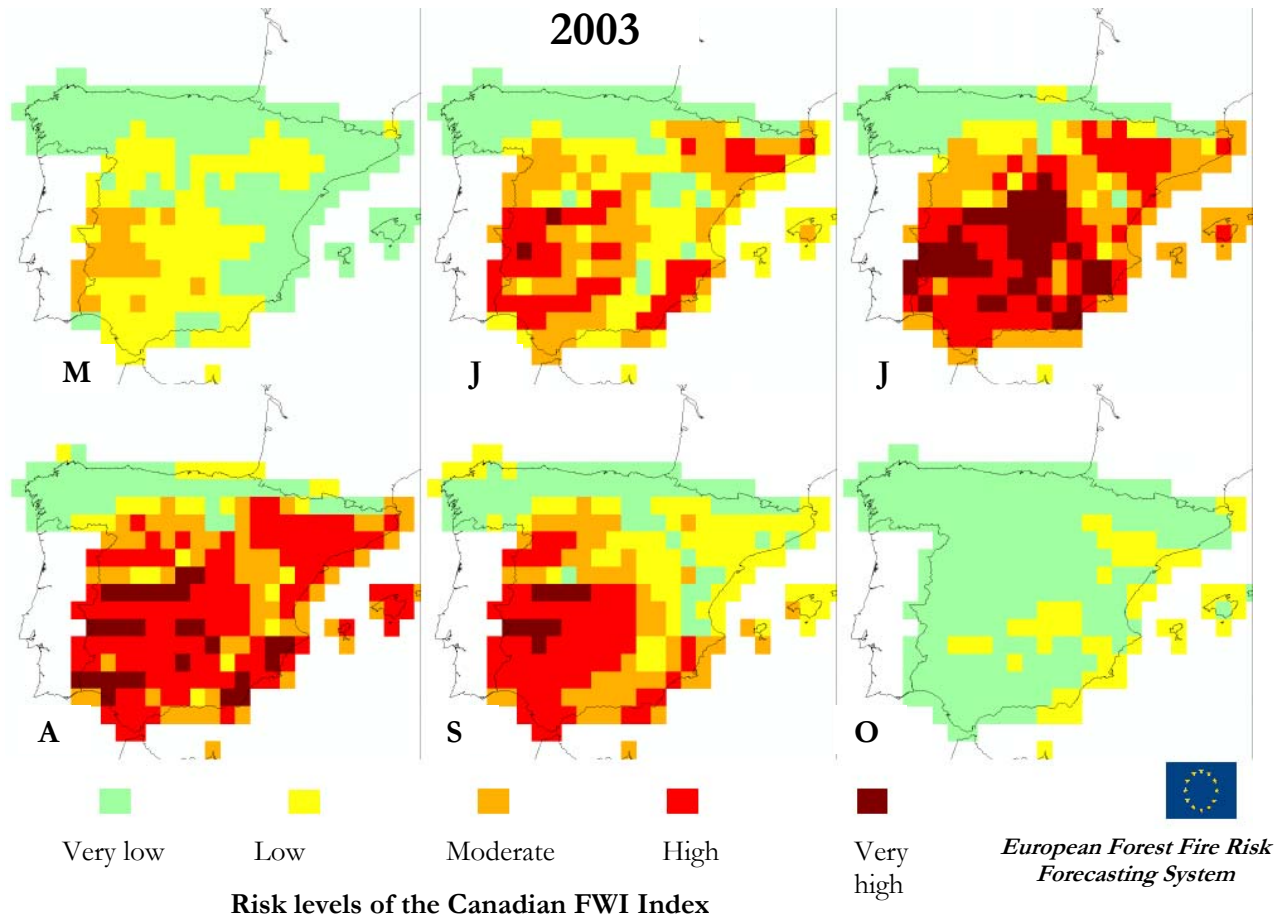 2003
M
J
J
A
S
O
Very low
Low
Moderate
High
Very
high
European Forest Fire Risk
Forecasting System
Risk levels of the Canadian FWI Index